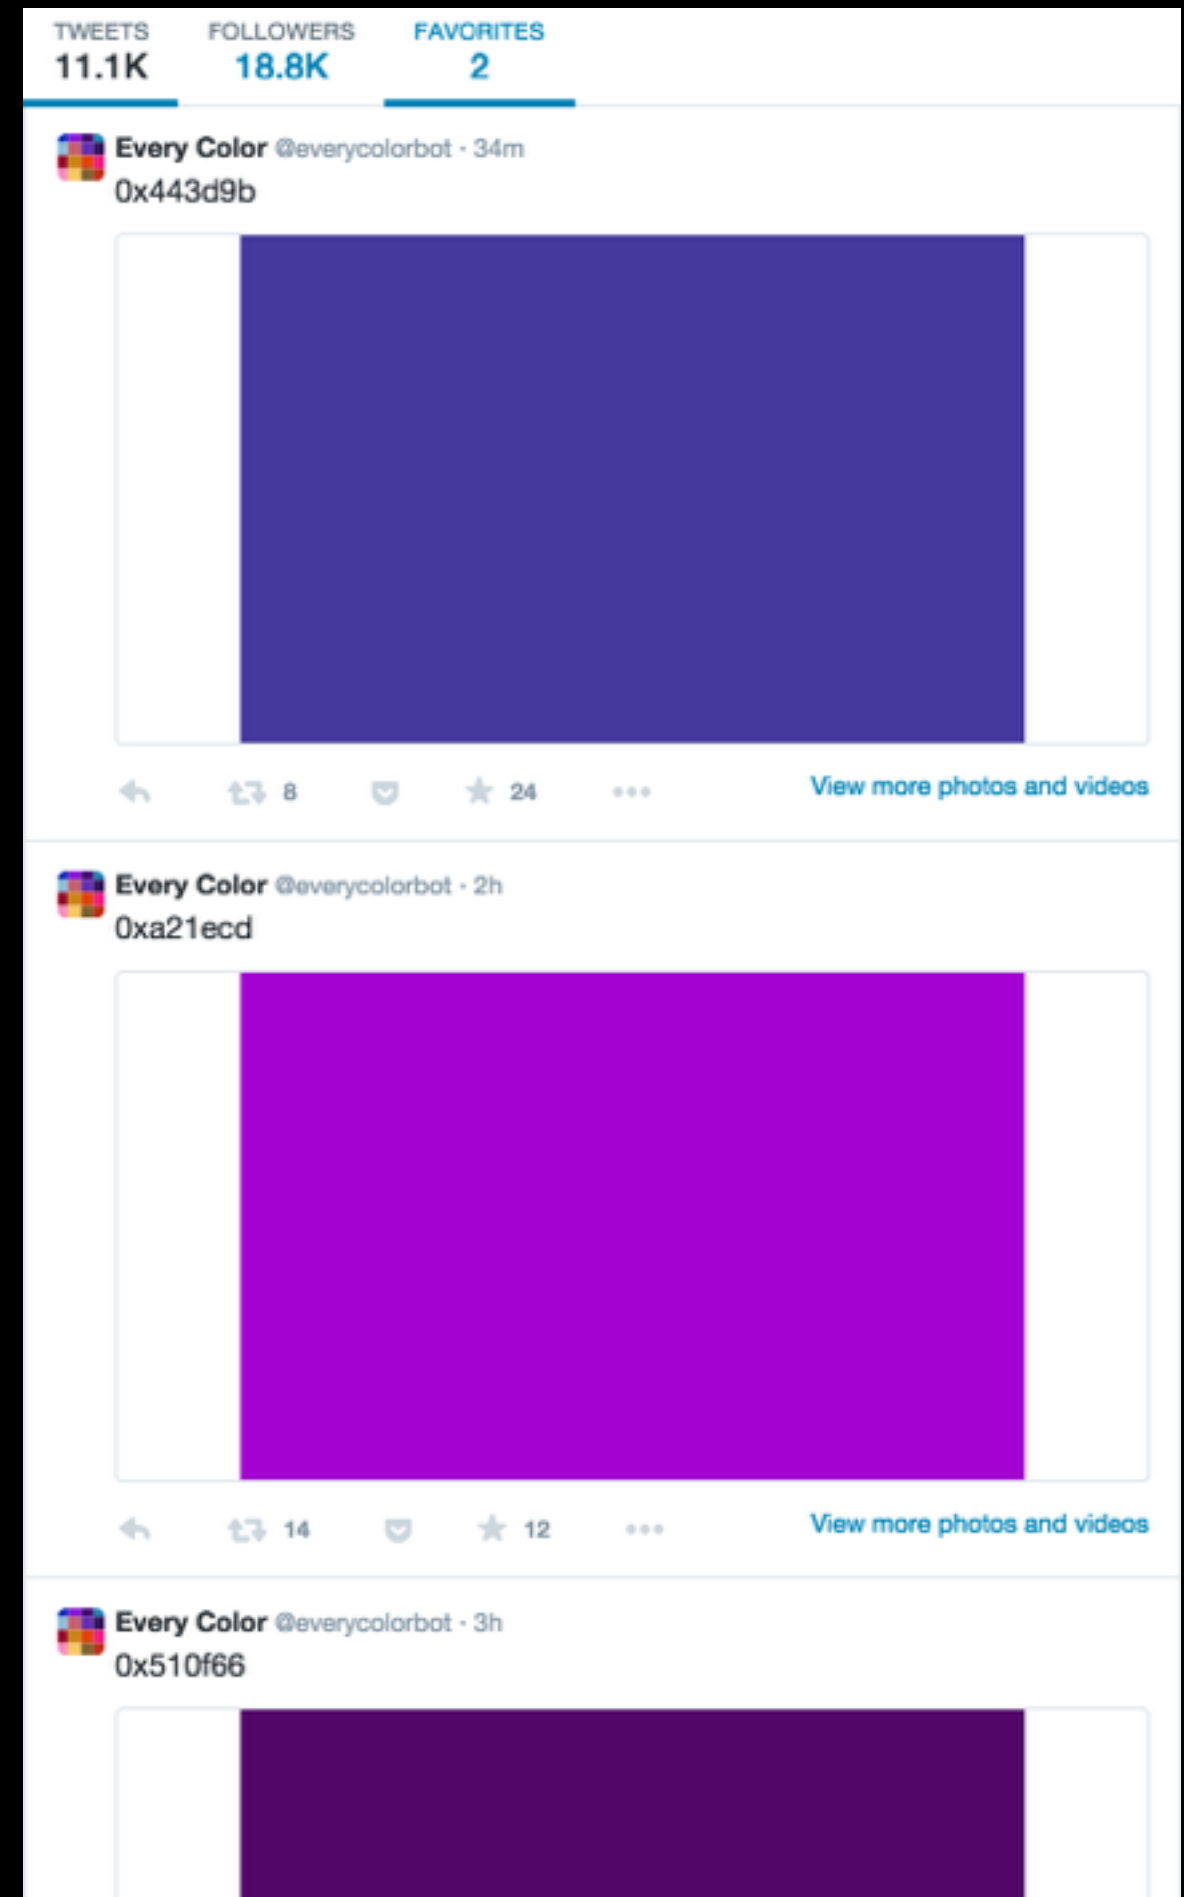 TWEETS FOLLOWERS FAVORITES
11.1K 18.8K 2
Every Color @everycolorbot · 34m
0x443d9b
8 24 View more photos and videos
Every Color @everycolorbot · 2h
0xa21ecd
14 12 View more photos and videos
Every Color @everycolorbot · 3h
0x510f66